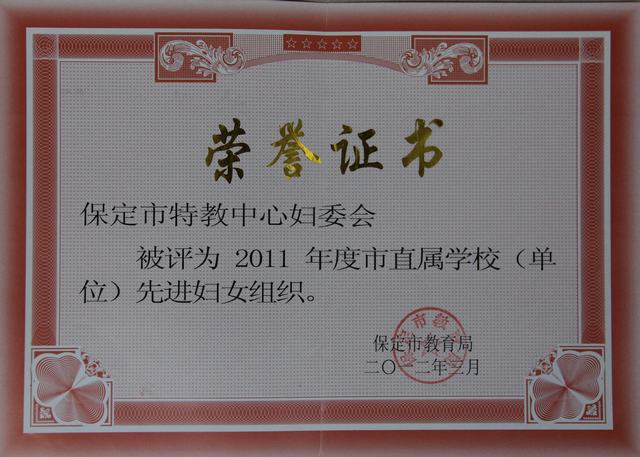 荣誉证书
保定市特教中心妇委会
被评为 2011 年度市直属学校（单
位）先进妇女组织。
保定市教育局
二〇一二年三月